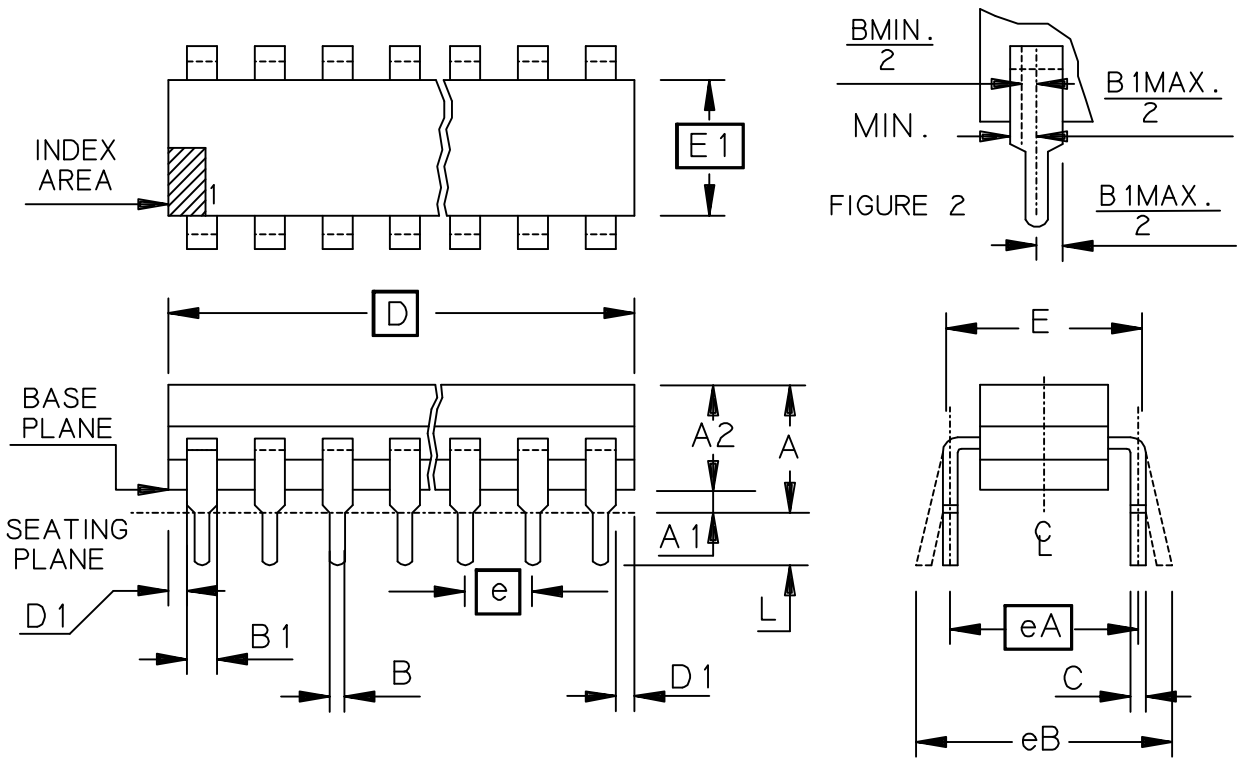 INDEX
AREA
1
E1
BMIN.
2
B1MAX.
2
MIN.
FIGURE 2
B1MAX.
2
D
E
BASE
PLANE
A2
A
SEATING
PLANE
A1
C
L
D1
e
L
eA
B1
B
D1
C
eB